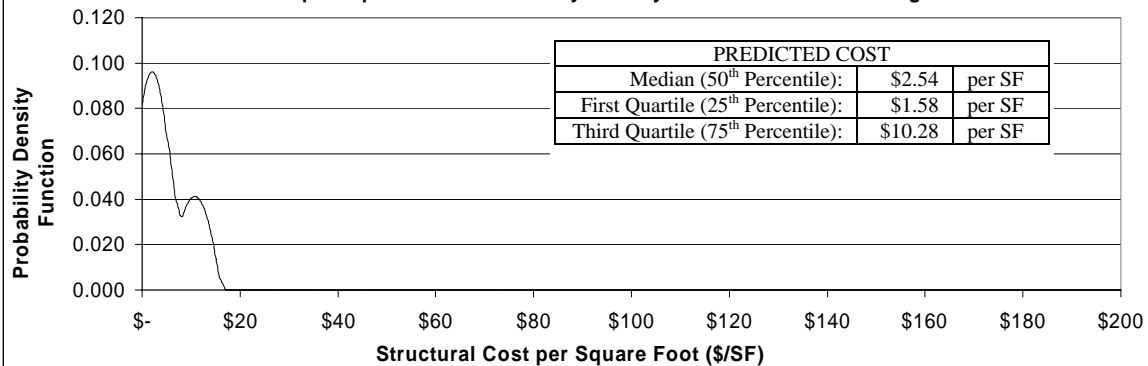 0.120
0.100
0.080
0.060
0.040
0.020
0.000
Probability Density
Function
PREDICTED COST
Median (50th Percentile): $2.54 per SF
First Quartile (25th Percentile): $1.58 per SF
Third Quartile (75th Percentile): $10.28 per SF
$- $20 $40 $60 $80 $100 $120 $140 $160 $180 $200
Structural Cost per Square Foot ($/SF)